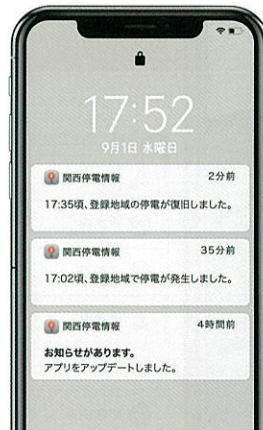 17:52
9月1日 水曜日
関西停電情報 2分前
17:35頃、登録地域の停電が復旧しました。
関西停電情報 35分前
17:02頃、登録地域で停電が発生しました。
関西停電情報 4時間前
お知らせがあります。
アプリをアップデートしました。